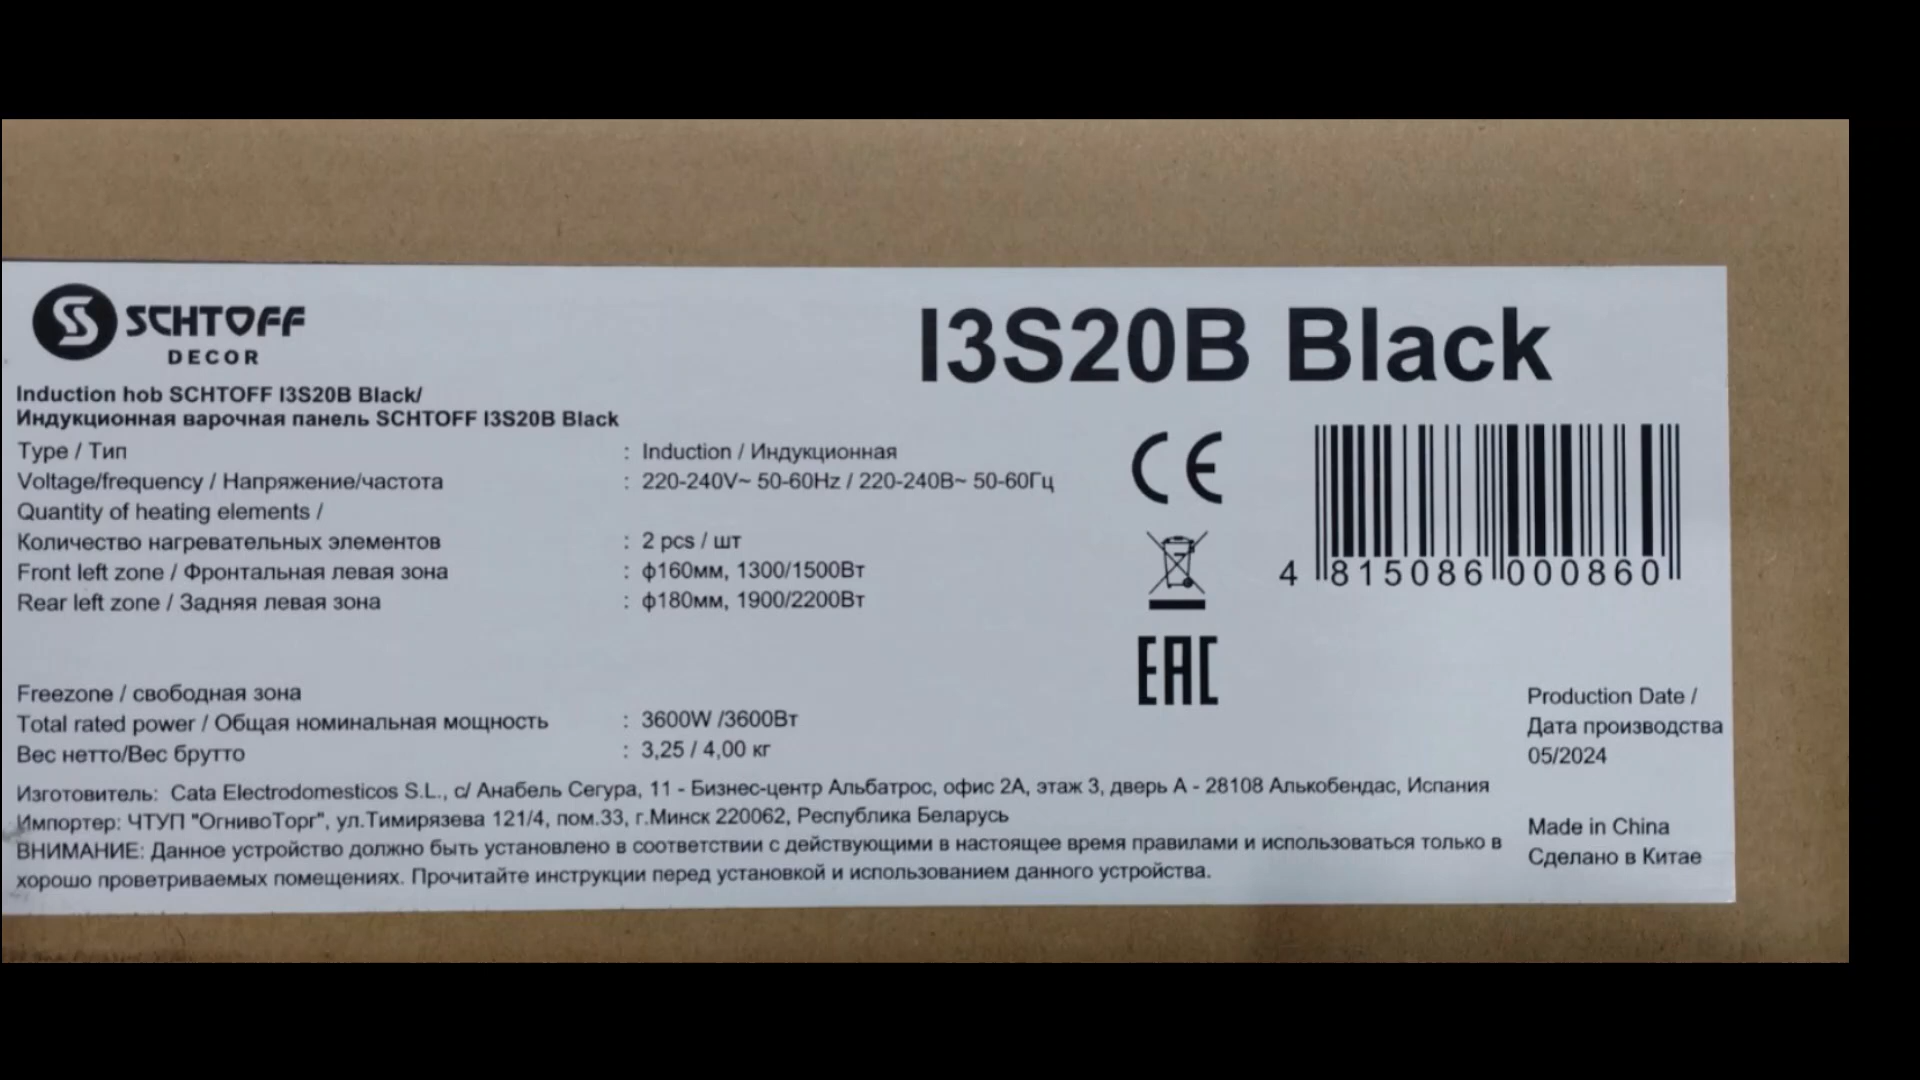 SCHTOFF
DECOR
I3S20B Black
Induction hob SCHTOFF I3S20B Black/
Индукционная варочная панель SCHTOFF I3S20B Black
Type / Тип : Induction / Индукционная
Voltage/frequency / Напряжение/частота : 220-240V~ 50-60Hz / 220-240В~ 50-60Гц
Quantity of heating elements /
Количество нагревательных элементов : 2 pcs / шт
Front left zone / Фронтальная левая зона : ф160мм, 1300/1500Вт
Rear left zone / Задняя левая зона : ф180мм, 1900/2200Вт
CE
4 815086 000860
EAC
Freezone / свободная зона
Total rated power / Общая номинальная мощность : 3600W /3600Вт
Вес нетто/Вес брутто : 3,25 / 4,00 кг
Production Date /
Дата производства
05/2024
Изготовитель: Cata Electrodomesticos S.L., c/ Анабель Сегура, 11 - Бизнес-центр Альбатрос, офис 2А, этаж 3, дверь А - 28108 Алькобендас, Испания
Импортер: ЧТУП "ОгнивоТорг", ул.Тимирязева 121/4, пом.33, г.Минск 220062, Республика Беларусь
ВНИМАНИЕ: Данное устройство должно быть установлено в соответствии с действующими в настоящее время правилами и использоваться только в
хорошо проветриваемых помещениях. Прочитайте инструкции перед установкой и использованием данного устройства.
Made in China
Сделано в Китае